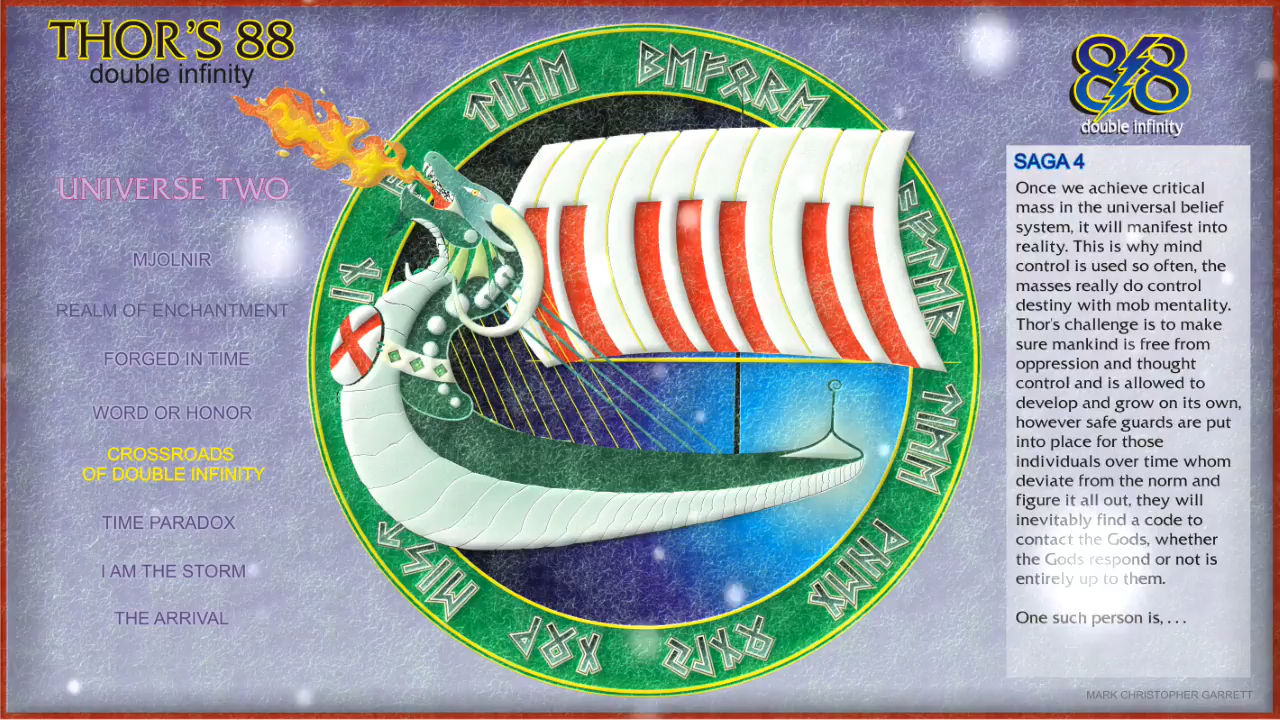 THOR'S 88
double infinity
UNIVERSE TWO
MJOLNIR
REALM OF ENCHANTMENT
FORGED IN TIME
WORD OR HONOR
CROSSROADS
OF DOUBLE INFINITY
TIME PARADOX
I AM THE STORM
THE ARRIVAL
88
double infinity
SAGA 4
Once we achieve critical
mass in the universal belief
system, it will manifest into
reality. This is why mind
control is used so often, the
masses really do control
destiny with mob mentality.
Thor's challenge is to make
sure mankind is free from
oppression and thought
control and is allowed to
develop and grow on its own,
however safe guards are put
into place for those
individuals over time whom
deviate from the norm and
figure it all out, they will
inevitably find a code to
contact the Gods, whether
the Gods respond or not is
entirely up to them.
One such person is, . . .
MARK CHRISTOPHER GARRETT